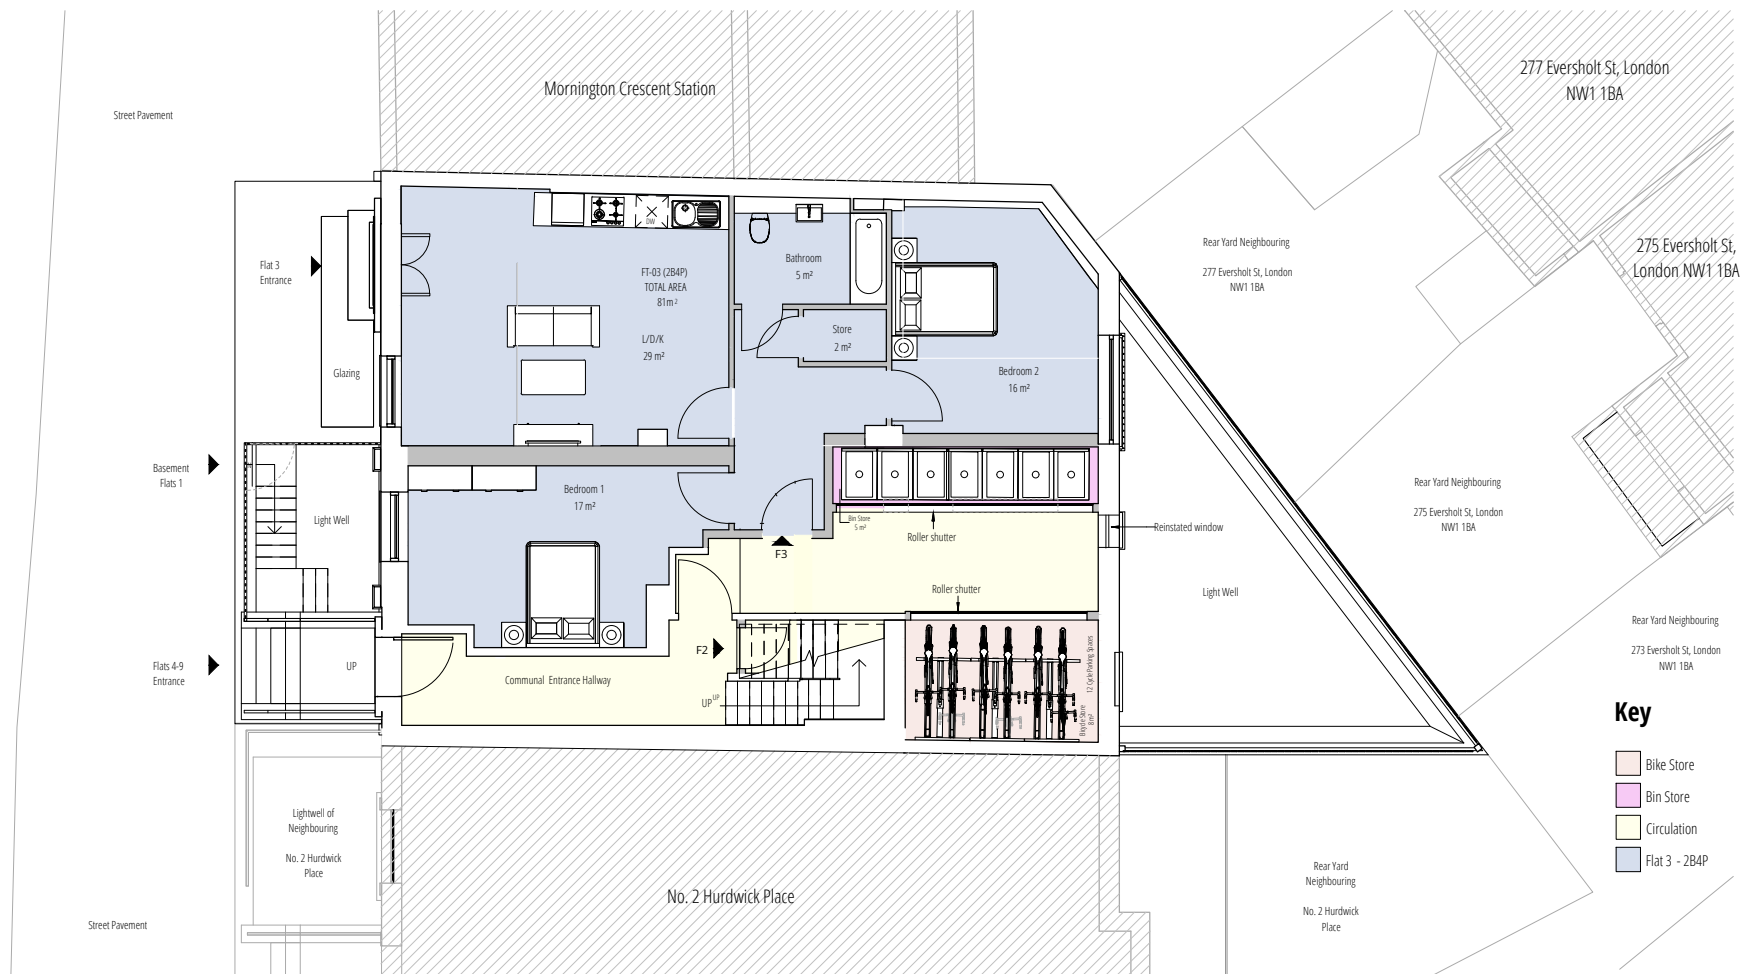 Mornington Crescent Station
277 Eversholt St, London
NW1 1BA
Street Pavement
Rear Yard Neighbouring
277 Eversholt St, London
NW1 1BA
275 Eversholt St,
London NW1 1BA
Flat 3
Entrance
FT-03 (2B4P)
TOTAL AREA
81m²
L/D/K
29 m²
DW
Bathroom
5 m²
Store
2 m²
Bedroom 2
16 m²
Glazing
Basement
Flats 1
Light Well
Bedroom 1
17 m²
Bin Store
5 m²
Roller shutter
Reinstated window
F3
Rear Yard Neighbouring
275 Eversholt St, London
NW1 1BA
Roller shutter
Light Well
Rear Yard Neighbouring
273 Eversholt St, London
NW1 1BA
Flats 4-9
Entrance
UP
Communal Entrance Hallway
F2
UP
UP
12 Cycle Parking Spaces
Bicycle Store
8m²
Key
Bike Store
Bin Store
Circulation
Flat 3 - 2B4P
Lightwell of
Neighbouring
No. 2 Hurdwick
Place
No. 2 Hurdwick Place
Rear Yard
Neighbouring
No. 2 Hurdwick
Place
Street Pavement